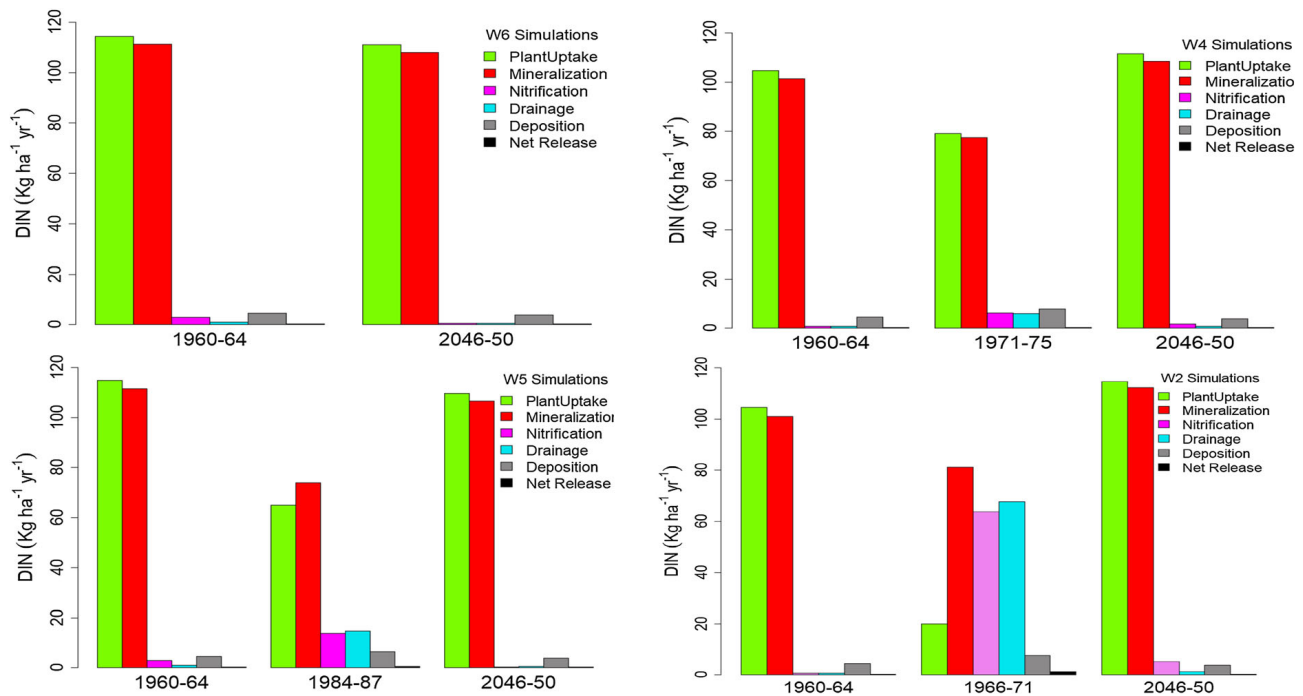 120
100
80
60
40
20
0
DIN (Kg ha⁻¹ yr⁻¹)
W6 Simulations
PlantUptake
Mineralization
Nitrification
Drainage
Deposition
Net Release
1960-64
2046-50
120
100
80
60
40
20
0
DIN (Kg ha⁻¹ yr⁻¹)
W4 Simulations
PlantUptake
Mineralizatio
Nitrification
Drainage
Deposition
Net Release
1960-64
1971-75
2046-50
120
100
80
60
40
20
0
DIN (Kg ha⁻¹ yr⁻¹)
W5 Simulations
PlantUptake
Mineralization
Nitrification
Drainage
Deposition
Net Release
1960-64
1984-87
2046-50
120
100
80
60
40
20
0
DIN (Kg ha⁻¹ yr⁻¹)
W2 Simulations
PlantUptake
Mineralization
Nitrification
Drainage
Deposition
Net Release
1960-64
1966-71
2046-50